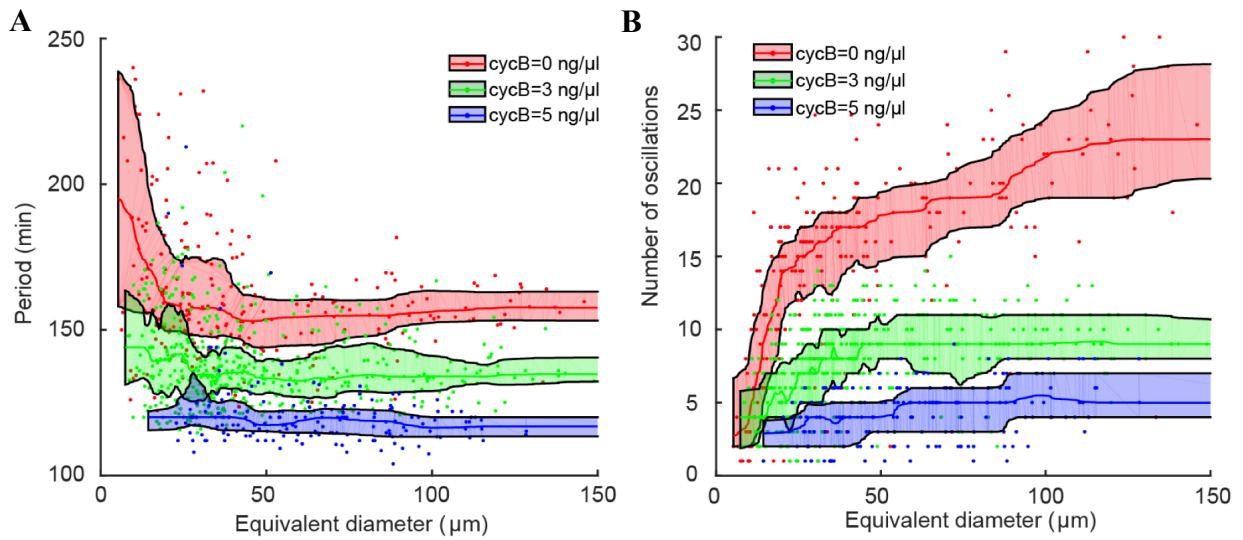 A
250
200
150
100
Period (min)
cycB=0 ng/µl
cycB=3 ng/µl
cycB=5 ng/µl
0
50
100
150
Equivalent diameter (µm)
B
30
25
20
15
10
5
0
Number of oscillations
cycB=0 ng/µl
cycB=3 ng/µl
cycB=5 ng/µl
0
50
100
150
Equivalent diameter (µm)